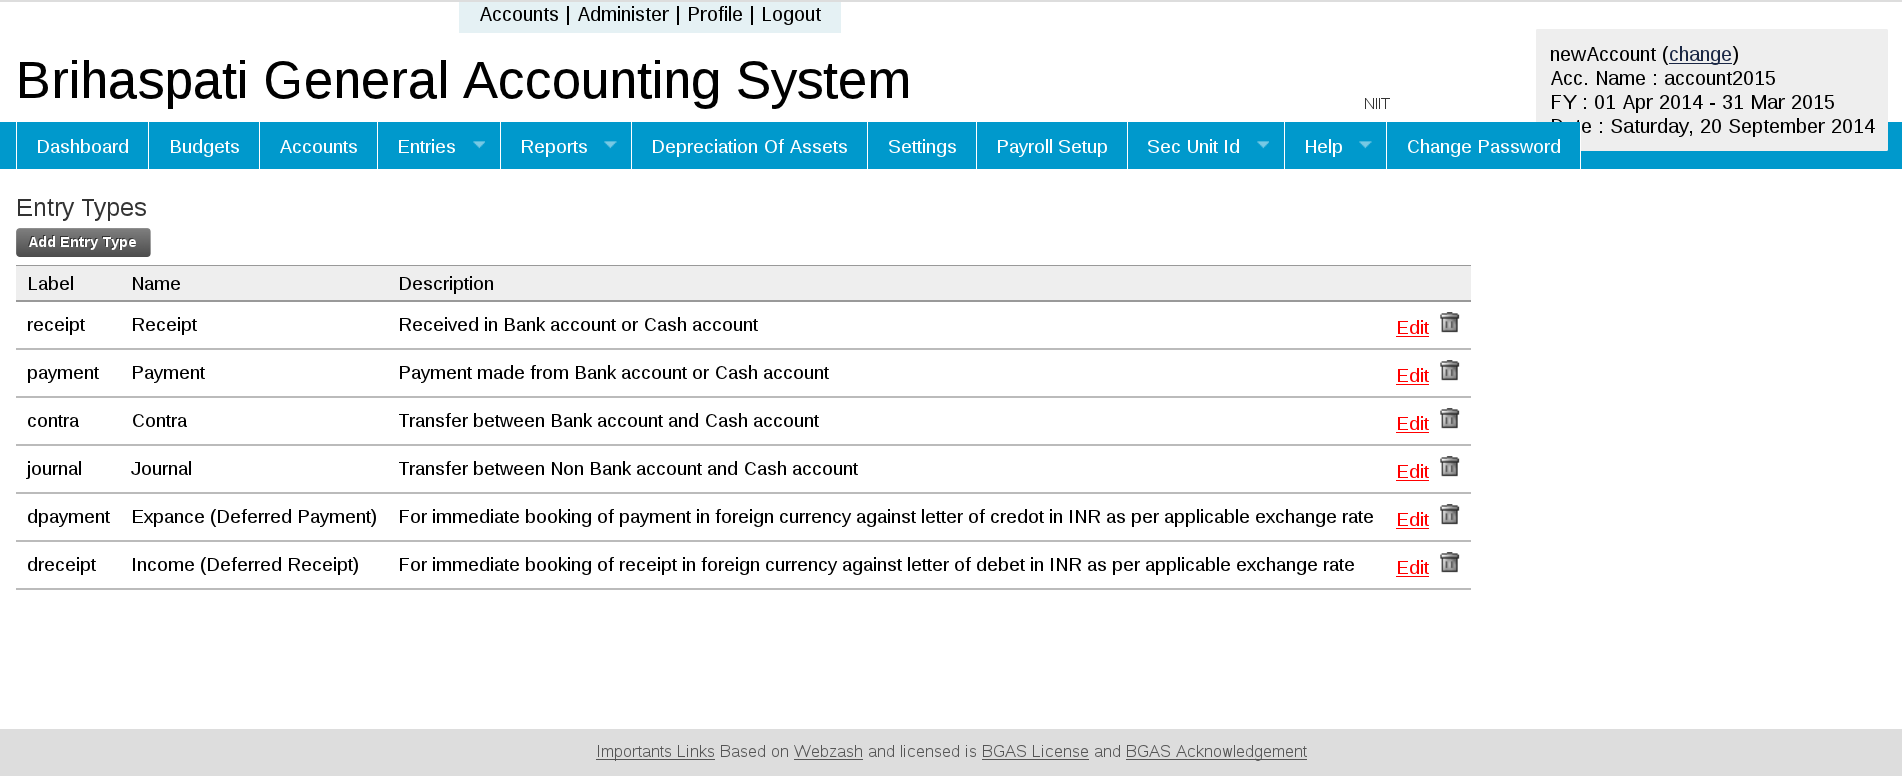 Accounts | Administer | Profile | Logout
Brihaspati General Accounting System
NIIT
newAccount (change)
Acc. Name : account2015
FY : 01 Apr 2014 - 31 Mar 2015
Date : Saturday, 20 September 2014
Dashboard Budgets Accounts Entries Reports Depreciation Of Assets Settings Payroll Setup Sec Unit Id Help Change Password
Entry Types
Add Entry Type
Label Name Description
receipt Receipt Received in Bank account or Cash account Edit
payment Payment Payment made from Bank account or Cash account Edit
contra Contra Transfer between Bank account and Cash account Edit
journal Journal Transfer between Non Bank account and Cash account Edit
dpayment Expance (Deferred Payment) For immediate booking of payment in foreign currency against letter of credot in INR as per applicable exchange rate Edit
dreceipt Income (Deferred Receipt) For immediate booking of receipt in foreign currency against letter of debet in INR as per applicable exchange rate Edit
Importants Links Based on Webzash and licensed is BGAS License and BGAS Acknowledgement